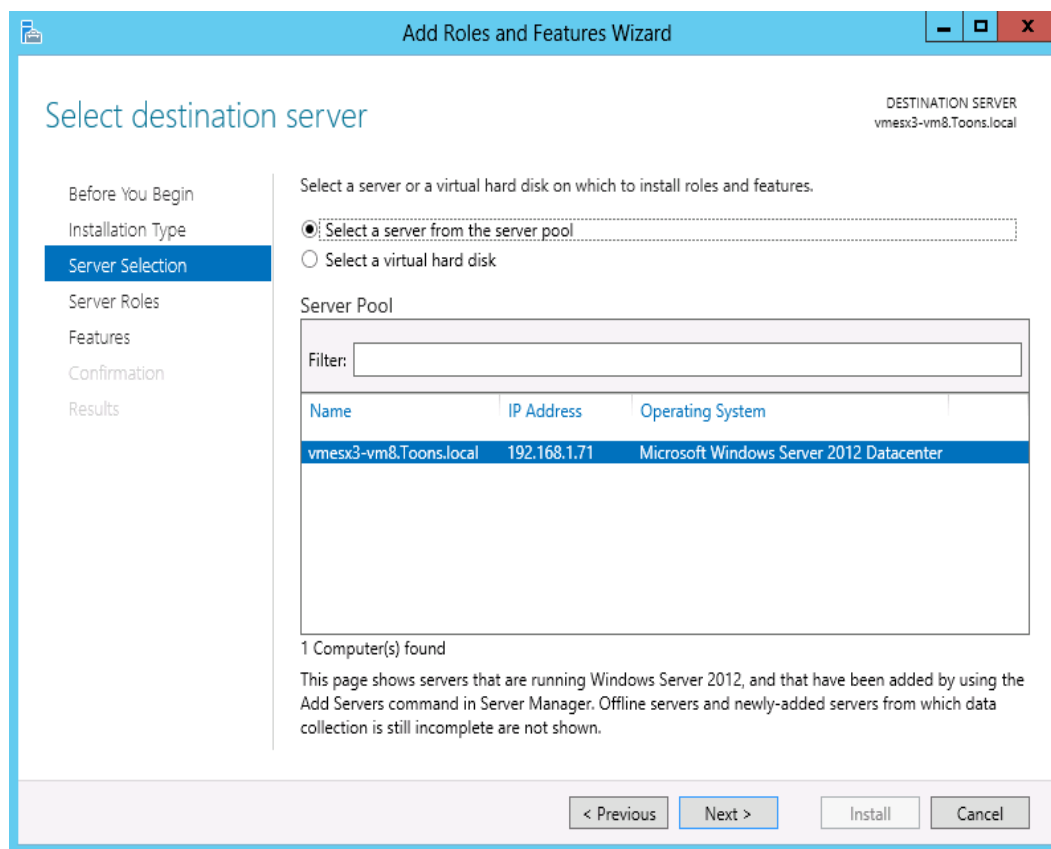 Add Roles and Features Wizard
Select destination server
DESTINATION SERVER
vmesx3-vm8.Toons.local
Before You Begin
Installation Type
Server Selection
Server Roles
Features
Confirmation
Results
Select a server or a virtual hard disk on which to install roles and features.
Select a server from the server pool
Select a virtual hard disk
Server Pool
Filter:
Name IP Address Operating System
vmesx3-vm8.Toons.local 192.168.1.71 Microsoft Windows Server 2012 Datacenter
1 Computer(s) found
This page shows servers that are running Windows Server 2012, and that have been added by using the
Add Servers command in Server Manager. Offline servers and newly-added servers from which data
collection is still incomplete are not shown.
< Previous Next > Install Cancel